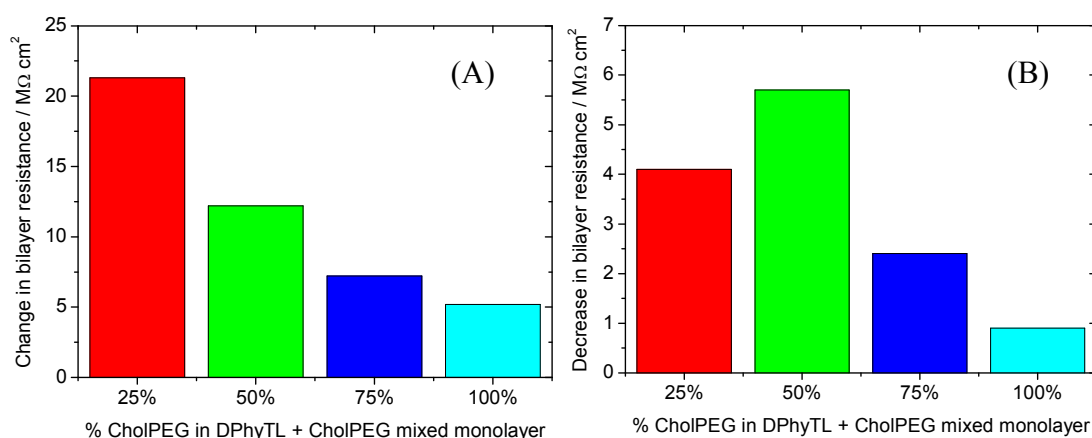 25
20
15
10
5
0
Change in bilayer resistance / MΩ cm²
(A)
25% 50% 75% 100%
% CholPEG in DPhyTL + CholPEG mixed monolayer
7
6
5
4
3
2
1
0
Decrease in bilayer resistance / MΩ cm²
(B)
25% 50% 75% 100%
% CholPEG in DPhyTL + CholPEG mixed monolayer